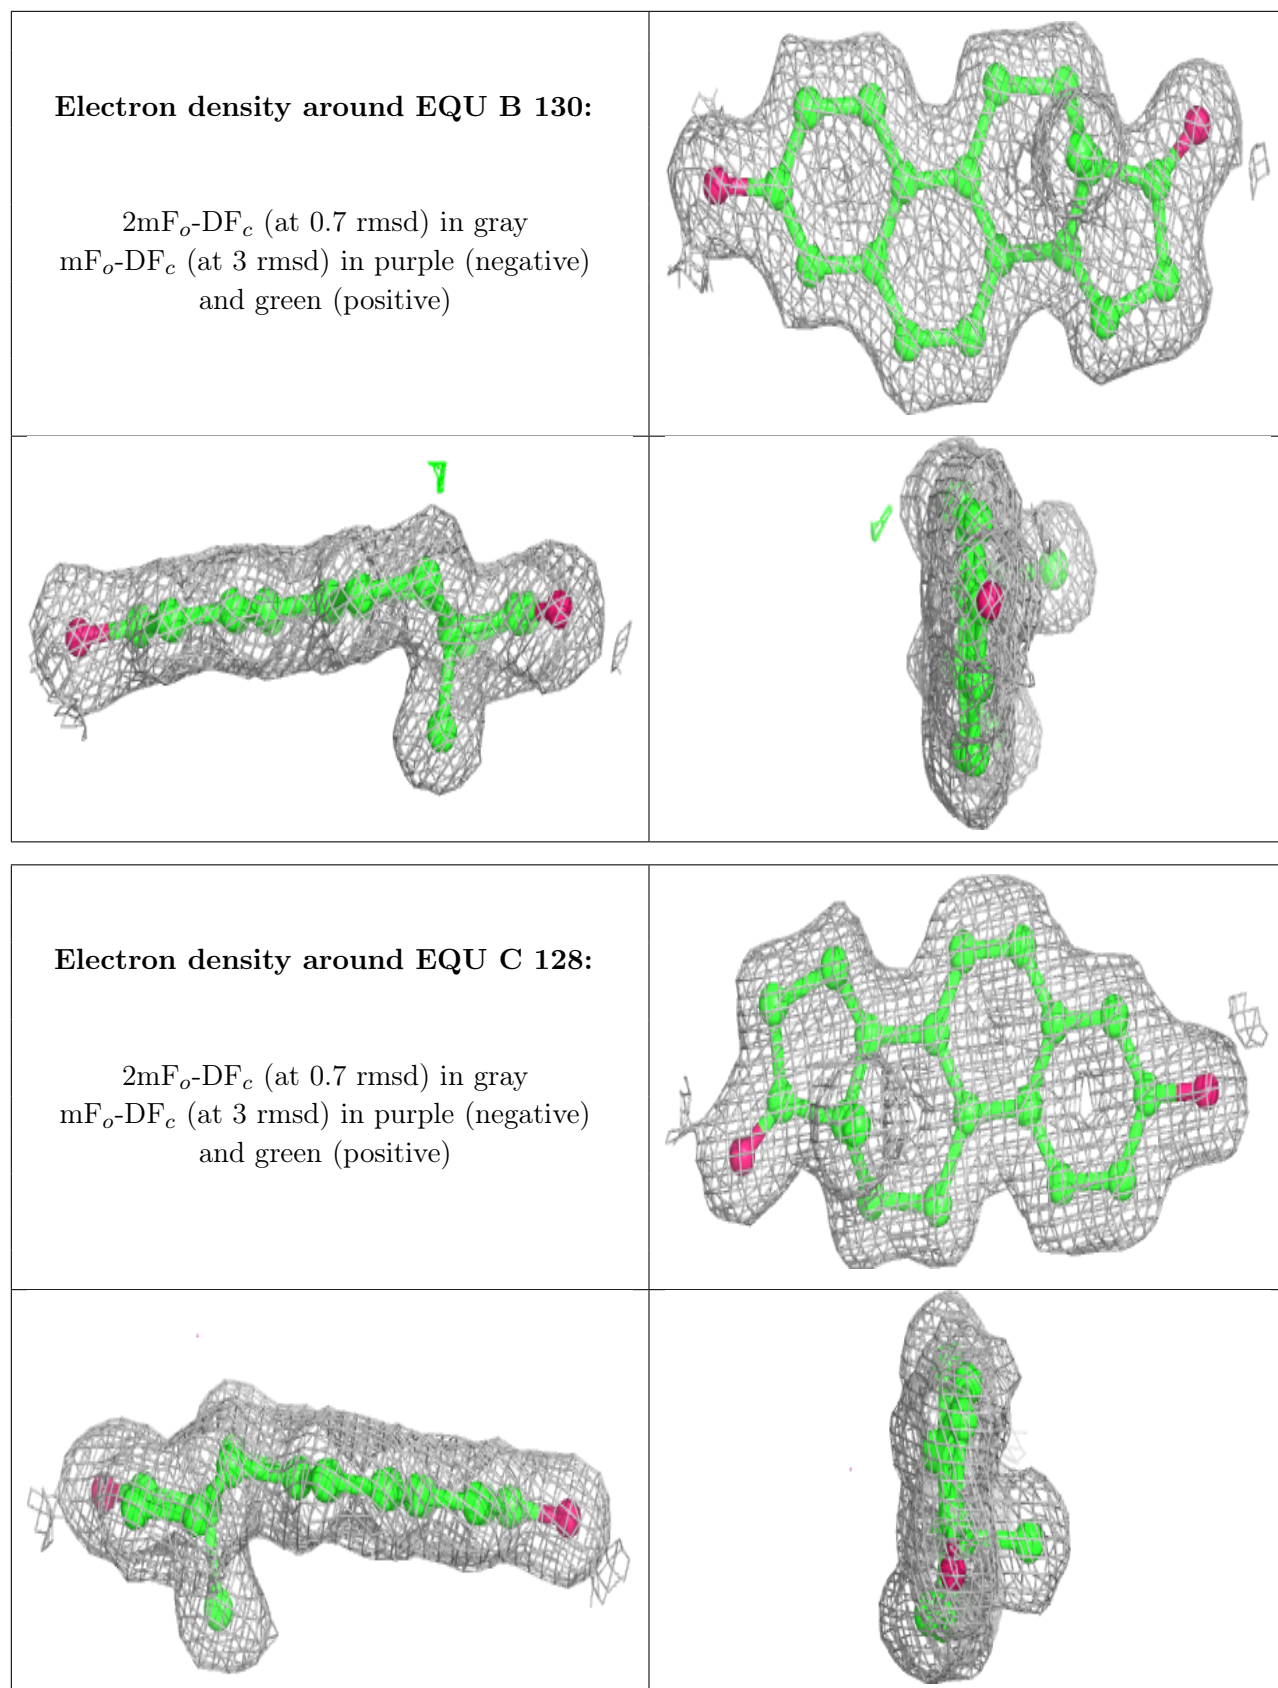 Electron density around EQU B 130:
2mFo-DFc (at 0.7 rmsd) in gray
mFo-DFc (at 3 rmsd) in purple (negative)
and green (positive)
Electron density around EQU C 128:
2mFo-DFc (at 0.7 rmsd) in gray
mFo-DFc (at 3 rmsd) in purple (negative)
and green (positive)